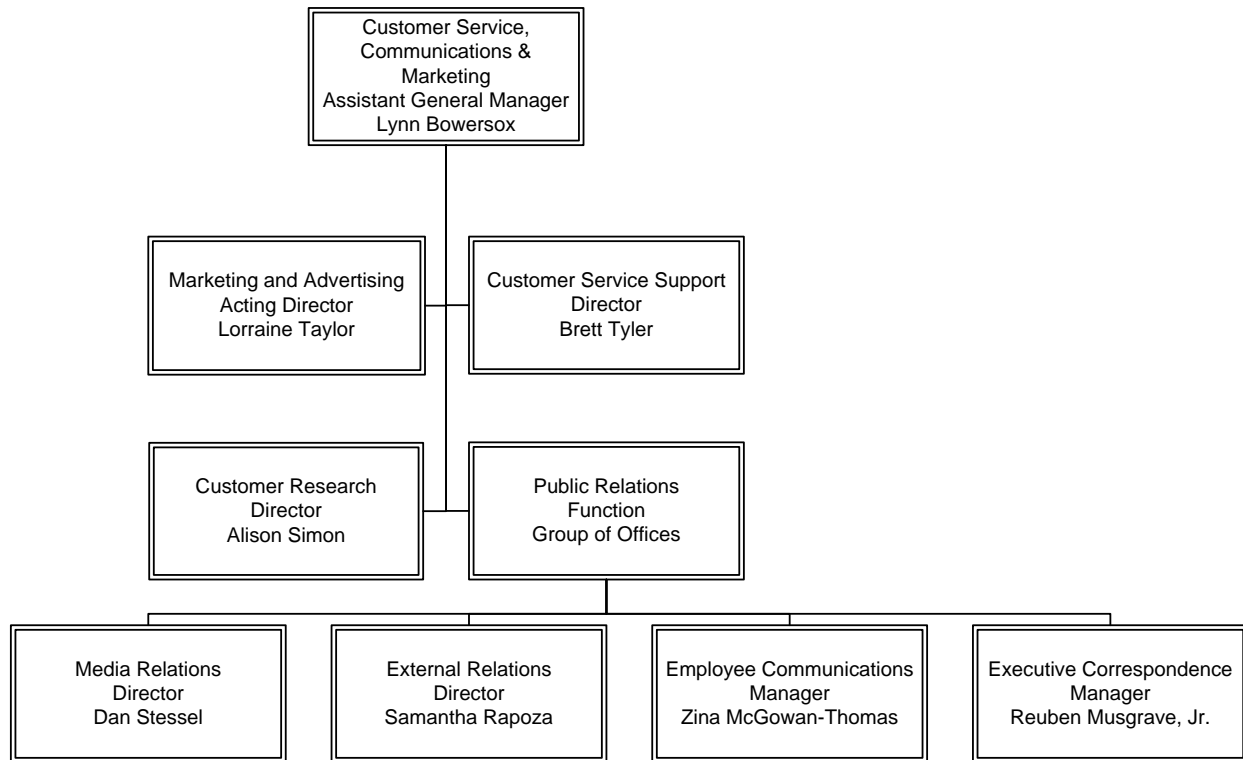 Customer Service,
Communications &
Marketing
Assistant General Manager
Lynn Bowersox
Marketing and Advertising
Acting Director
Lorraine Taylor
Customer Service Support
Director
Brett Tyler
Customer Research
Director
Alison Simon
Public Relations
Function
Group of Offices
Media Relations
Director
Dan Stessel
External Relations
Director
Samantha Rapoza
Employee Communications
Manager
Zina McGowan-Thomas
Executive Correspondence
Manager
Reuben Musgrave, Jr.